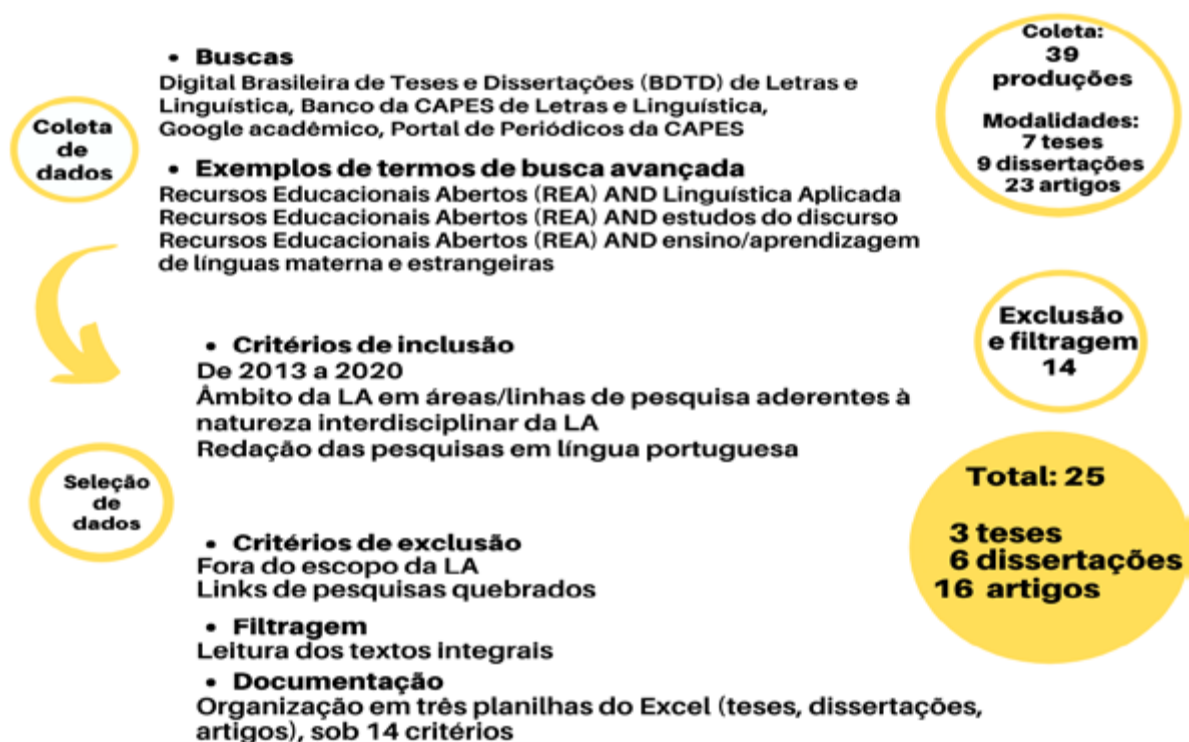 Coleta
de
dados
• Buscas
Digital Brasileira de Teses e Dissertações (BDTD) de Letras e
Linguística, Banco da CAPES de Letras e Linguística,
Google acadêmico, Portal de Periódicos da CAPES
• Exemplos de termos de busca avançada
Recursos Educacionais Abertos (REA) AND Linguística Aplicada
Recursos Educacionais Abertos (REA) AND estudos do discurso
Recursos Educacionais Abertos (REA) AND ensino/aprendizagem
de línguas materna e estrangeiras
Coleta:
39
produções
Modalidades:
7 teses
9 dissertações
23 artigos
Exclusão
e filtragem
14
Seleção
de
dados
• Critérios de inclusão
De 2013 a 2020
Âmbito da LA em áreas/linhas de pesquisa aderentes à
natureza interdisciplinar da LA
Redação das pesquisas em língua portuguesa
• Critérios de exclusão
Fora do escopo da LA
Links de pesquisas quebrados
• Filtragem
Leitura dos textos integrais
• Documentação
Organização em três planilhas do Excel (teses, dissertações,
artigos), sob 14 critérios
Total: 25
3 teses
6 dissertações
16 artigos